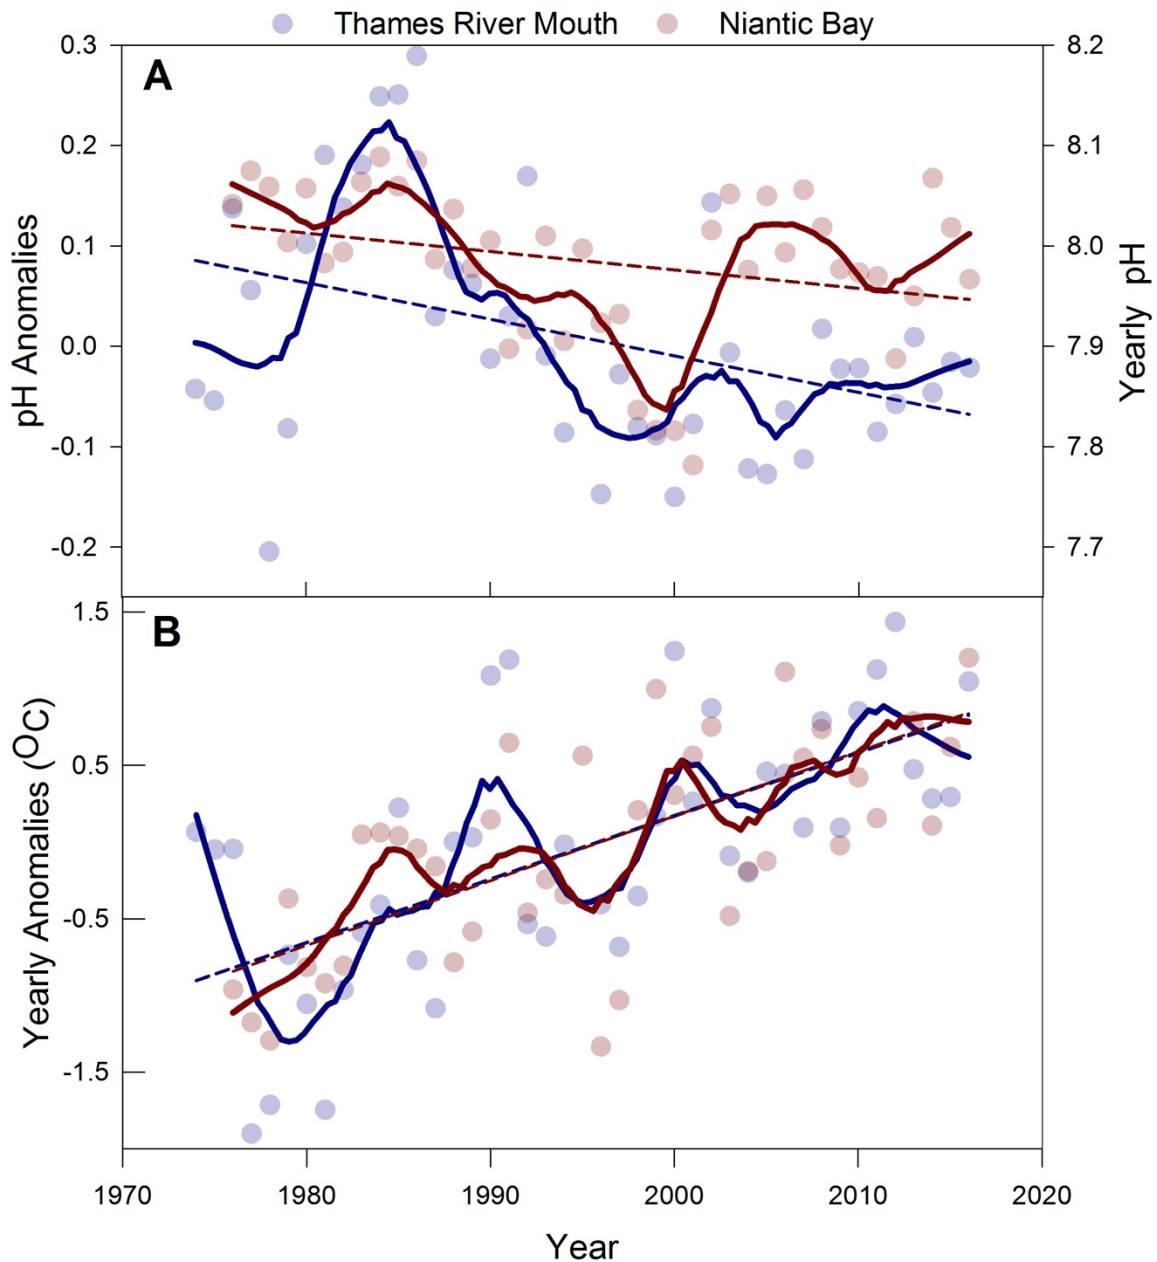 Thames River Mouth Niantic Bay
A
0.3
0.2
0.1
0.0
-0.1
-0.2
pH Anomalies
8.2
8.1
8.0
7.9
7.8
7.7
Yearly pH
B
1.5
0.5
-0.5
-1.5
Yearly Anomalies (OC)
1970 1980 1990 2000 2010 2020
Year